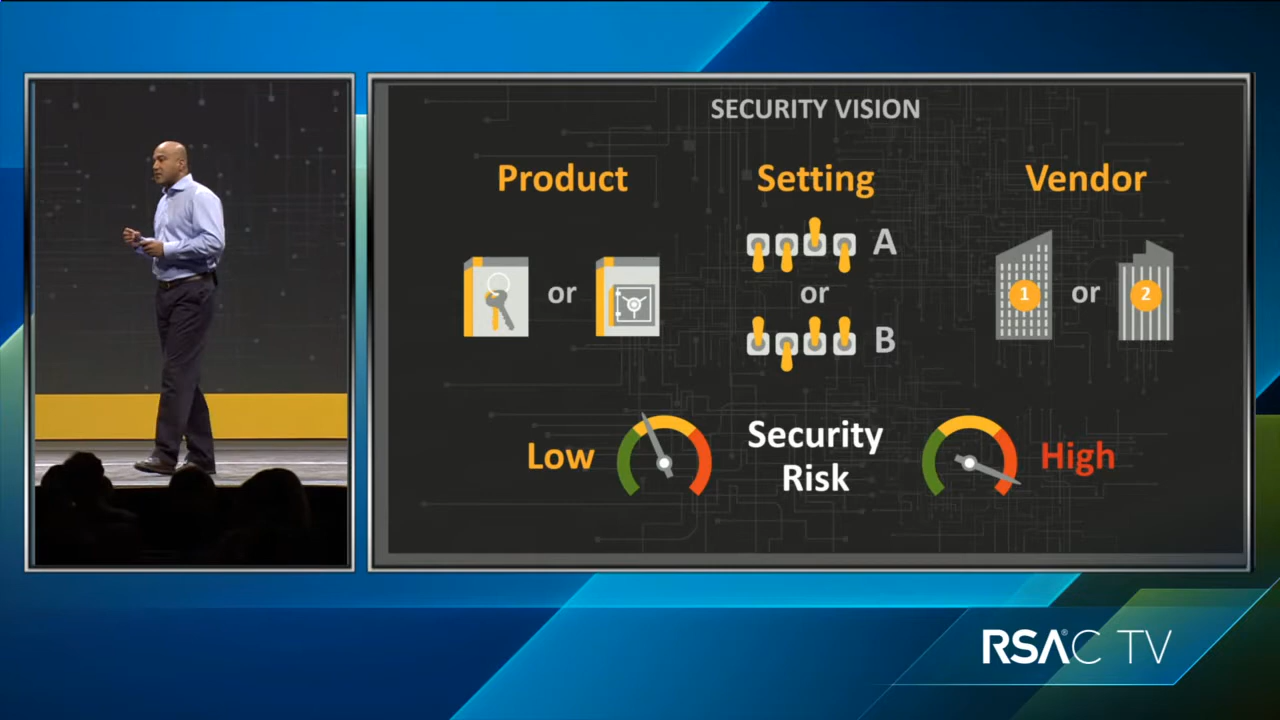 SECURITY VISION
Product
Setting
Vendor
A
or
or
1
or
2
B
Low
Security
Risk
High
RSAC TV